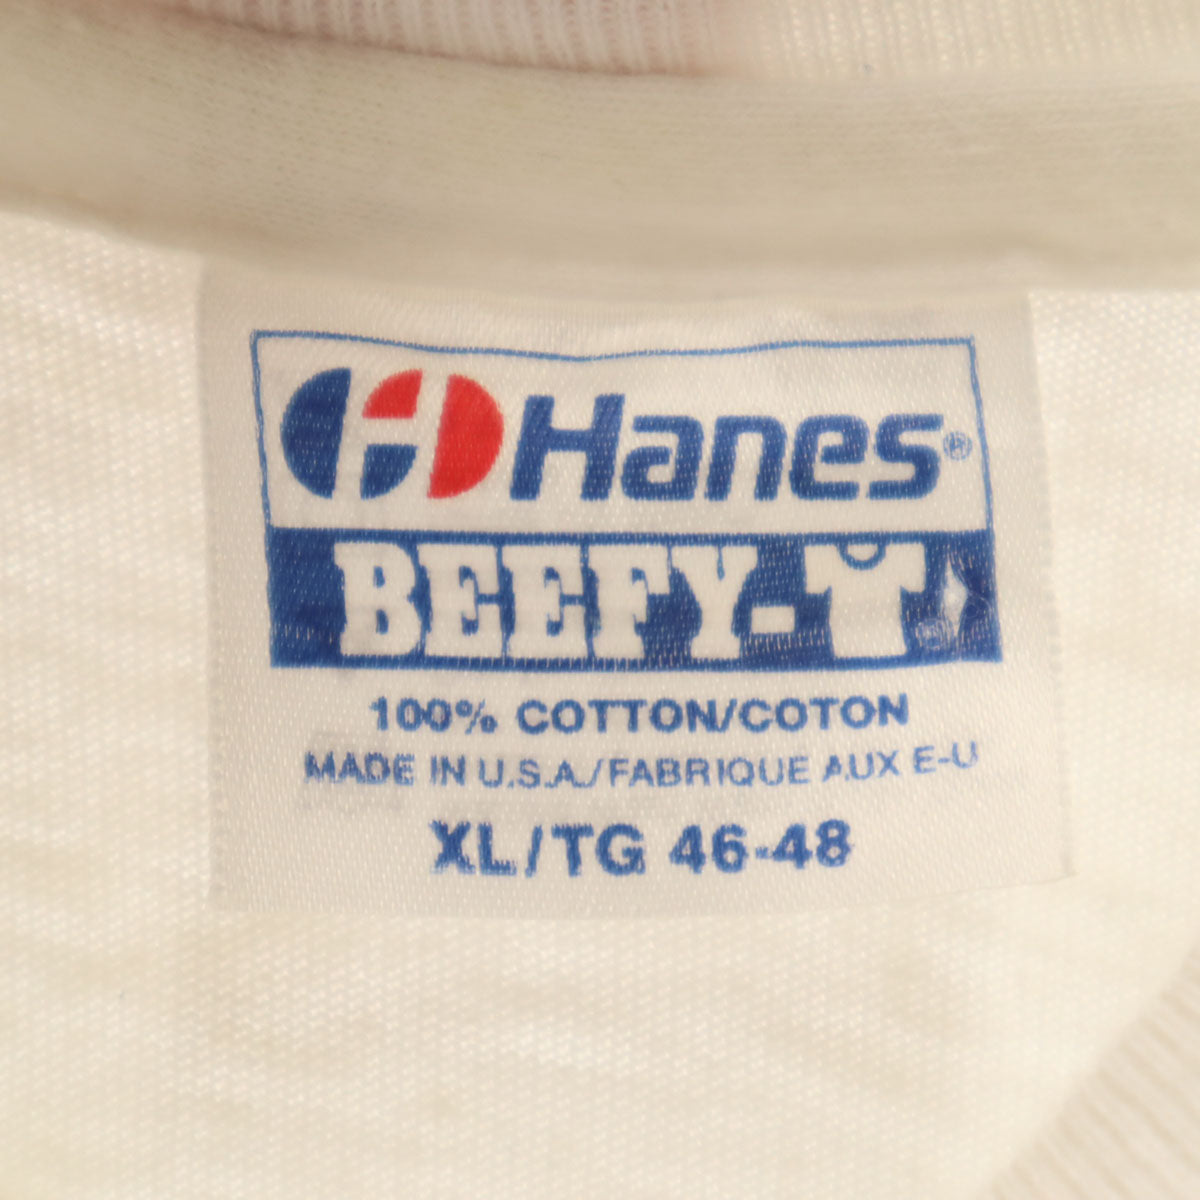 Hanes®
BEEFY-T
100% COTTON/COTON
MADE IN U.S.A./FABRIQUE AUX E-U
XL/TG 46-48